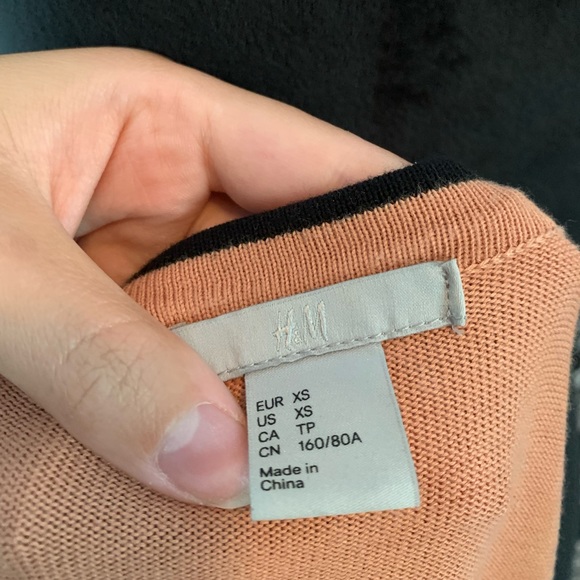 H&M
EUR XS
US XS
CA TP
CN 160/80A
Made in
China